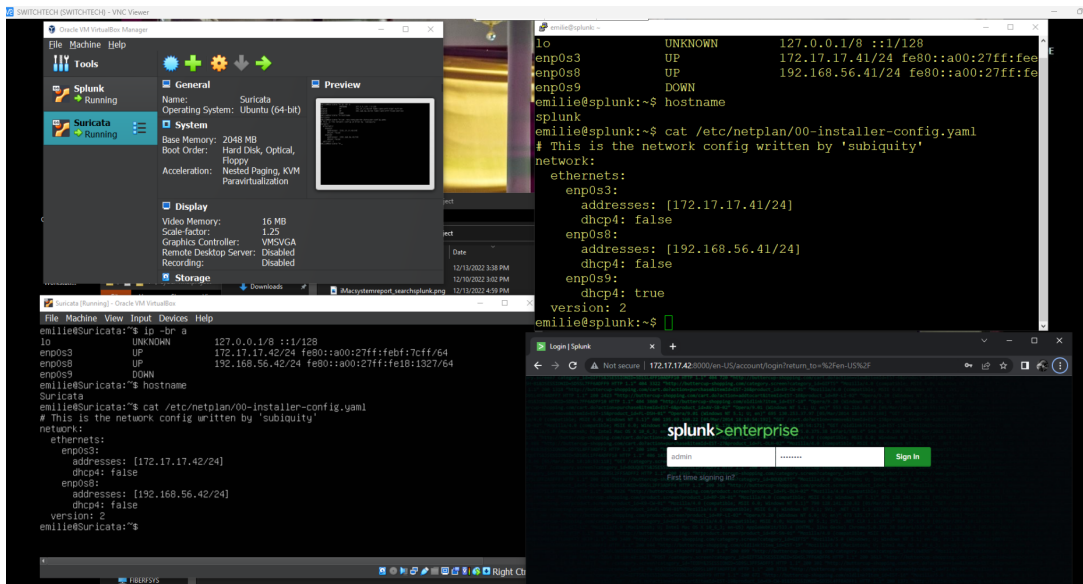 SWITCHTECH (SWITCHTECH) - VNC Viewer
Oracle VM VirtualBox Manager
File Machine Help
Tools
Splunk
Running
Suricata
Running
General
Name: Suricata
Operating System: Ubuntu (64-bit)
System
Base Memory: 2048 MB
Boot Order: Hard Disk, Optical,
Floppy
Acceleration: Nested Paging, KVM
Paravirtualization
Display
Video Memory: 16 MB
Scale-factor: 1.25
Graphics Controller: VMSVGA
Remote Desktop Server: Disabled
Recording: Disabled
Storage
Preview
ject
ject
Date
12/13/2022 3:38 PM
12/10/2022 3:02 PM
Downloads
iMacsystemreport_searchsplunk.png 12/13/2022 4:59 PM
emilie@splunk: ~
lo UNKNOWN 127.0.0.1/8 ::1/128
enp0s3 UP 172.17.17.41/24 fe80::a00:27ff:fee
enp0s8 UP 192.168.56.41/24 fe80::a00:27ff:fe
enp0s9 DOWN
emilie@splunk:~$ hostname
splunk
emilie@splunk:~$ cat /etc/netplan/00-installer-config.yaml
# This is the network config written by 'subiquity'
network:
ethernets:
enp0s3:
addresses: [172.17.17.41/24]
dhcp4: false
enp0s8:
addresses: [192.168.56.41/24]
dhcp4: false
enp0s9:
dhcp4: true
version: 2
emilie@splunk:~$
Suricata [Running] - Oracle VM VirtualBox
File Machine View Input Devices Help
emilie@Suricata:~$ ip -br a
lo UNKNOWN 127.0.0.1/8 ::1/128
enp0s3 UP 172.17.17.42/24 fe80::a00:27ff:febf:7cff/64
enp0s8 UP 192.168.56.42/24 fe80::a00:27ff:fe18:1327/64
enp0s9 DOWN
emilie@Suricata:~$ hostname
Suricata
emilie@Suricata:~$ cat /etc/netplan/00-installer-config.yaml
# This is the network config written by 'subiquity'
network:
ethernets:
enp0s3:
addresses: [172.17.17.42/24]
dhcp4: false
enp0s8:
addresses: [192.168.56.42/24]
dhcp4: false
version: 2
emilie@Suricata:~$
Right Ct
FIBERFSYS
Login | Splunk
Not secure | 172.17.17.42:8000/en-US/account/login?return_to=%2Fen-US%2F
splunk>enterprise
admin
Sign In
First time signing in?